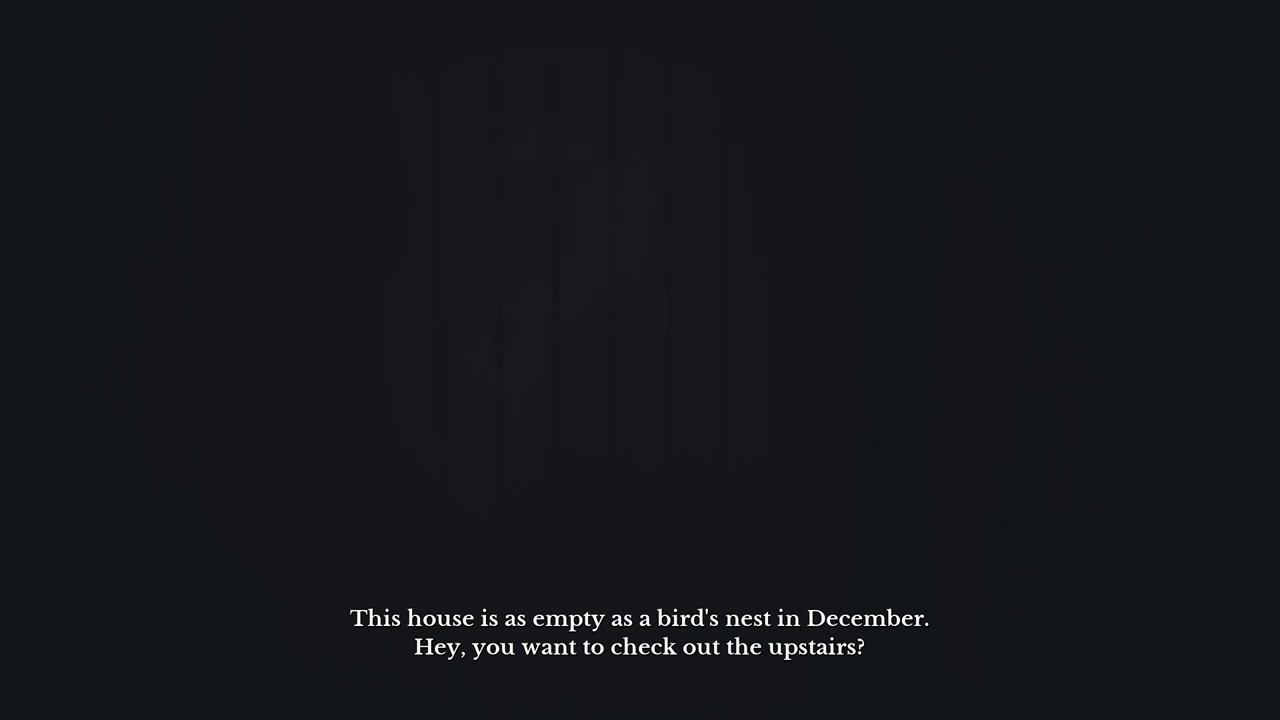 This house is as empty as a bird's nest in December.
Hey, you want to check out the upstairs?